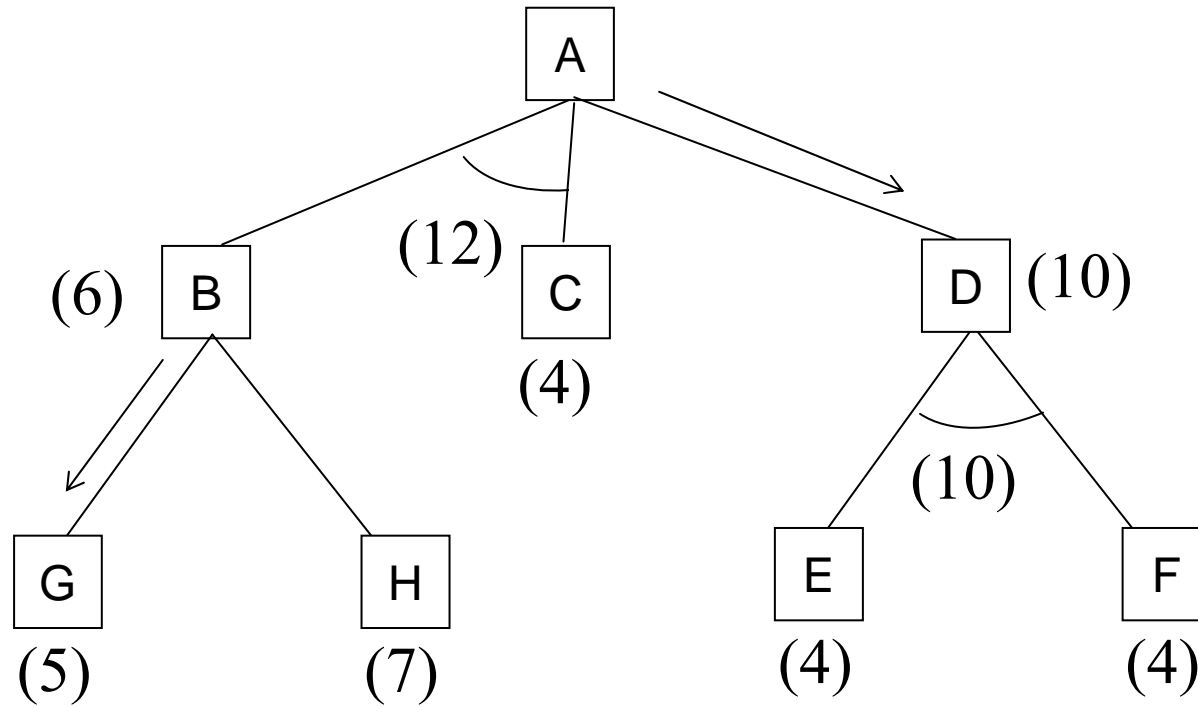 A
(12)
(6) B
C
D (10)
(4)
(10)
G
H
E
F
(5)
(7)
(4)
(4)